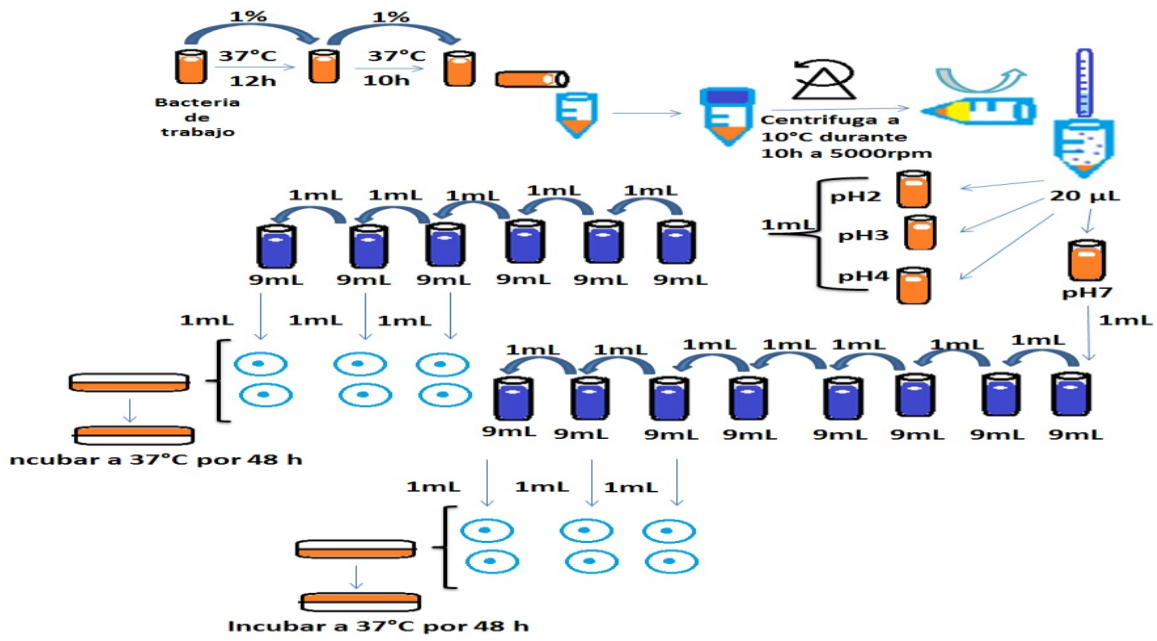 1%
1%
37°C
37°C
12h
10h
Bacteria
de
trabajo
Centrifuga a
10°C durante
10h a 5000rpm
20 µL
pH2
1mL
pH3
pH4
pH7
1mL
1mL
1mL
1mL
1mL
1mL
9mL
9mL
9mL
9mL
9mL
9mL
1mL
1mL
1mL
1mL
1mL
1mL
1mL
1mL
1mL
1mL
1mL
9mL
9mL
9mL
9mL
9mL
9mL
9mL
9mL
ncubar a 37°C por 48 h
1mL
1mL
1mL
Incubar a 37°C por 48 h